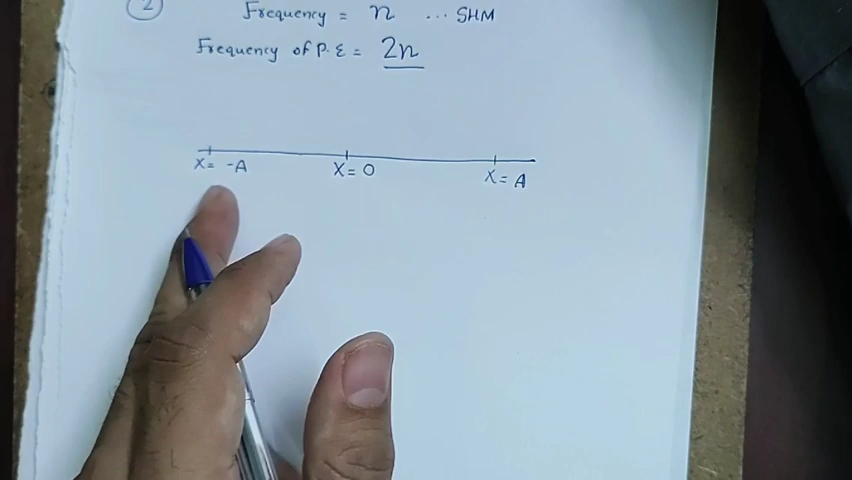 2
Frequency = n ... SHM
Frequency of P.E = 2n
X = -A X = 0 X = A